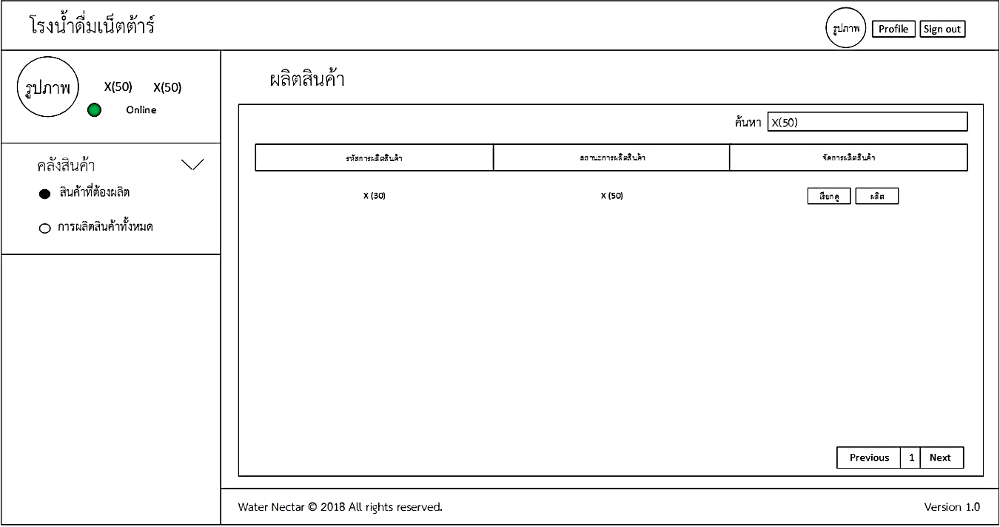 โรงน้ำดื่มเน็ตต้าร์
รูปภาพ Profile Sign out
รูปภาพ X(50) X(50)
Online
คลังสินค้า
สินค้าที่ต้องผลิต
การผลิตสินค้าทั้งหมด
ผลิตสินค้า
ค้นหา X(50)
รหัสการผลิตสินค้า สถานะการผลิตสินค้า จัดการผลิตสินค้า
X (30) X (50) เรียกดู ผลิต
Previous 1 Next
Water Nectar © 2018 All rights reserved. Version 1.0